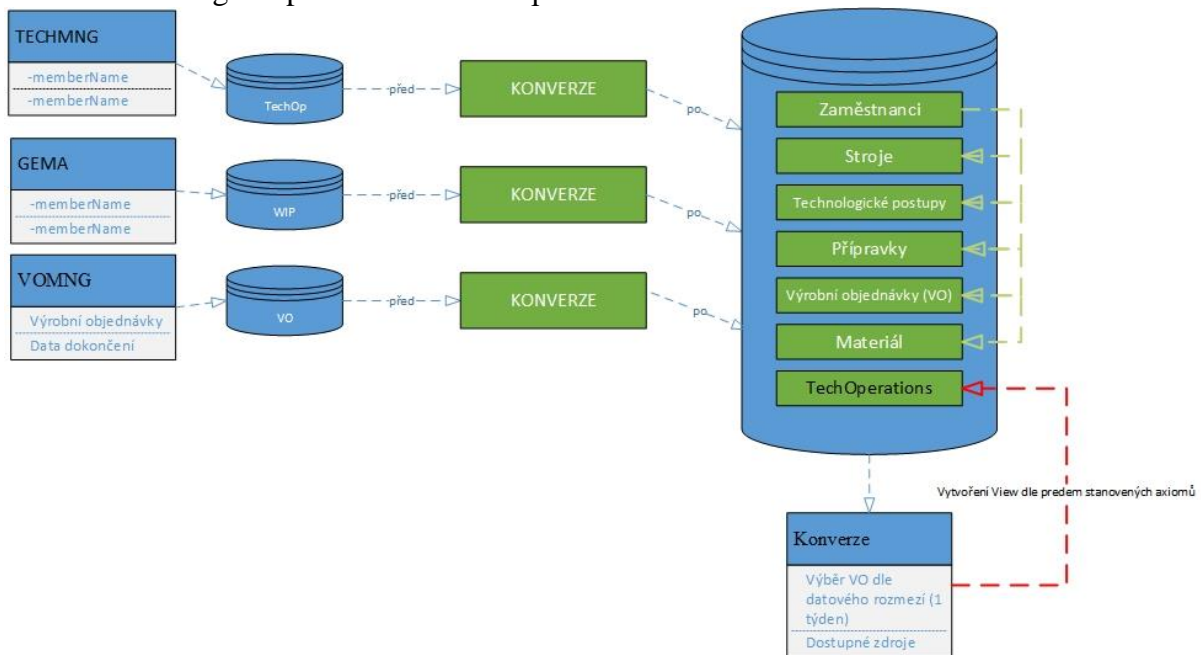 TECHMNG
-memberName
-memberName
TechOp
před
KONVERZE
po
GEMA
-memberName
-memberName
WIP
před
KONVERZE
po
VOMNG
Výrobní objednávky
Data dokončení
VO
před
KONVERZE
po
Zaměstnanci
Stroje
Technologické postupy
Přípravky
Výrobní objednávky (VO)
Materiál
TechOperations
Vytvoření View dle predem stanovených axiomů
Konverze
Výběr VO dle
datového rozmezí (1
týden)
Dostupné zdroje